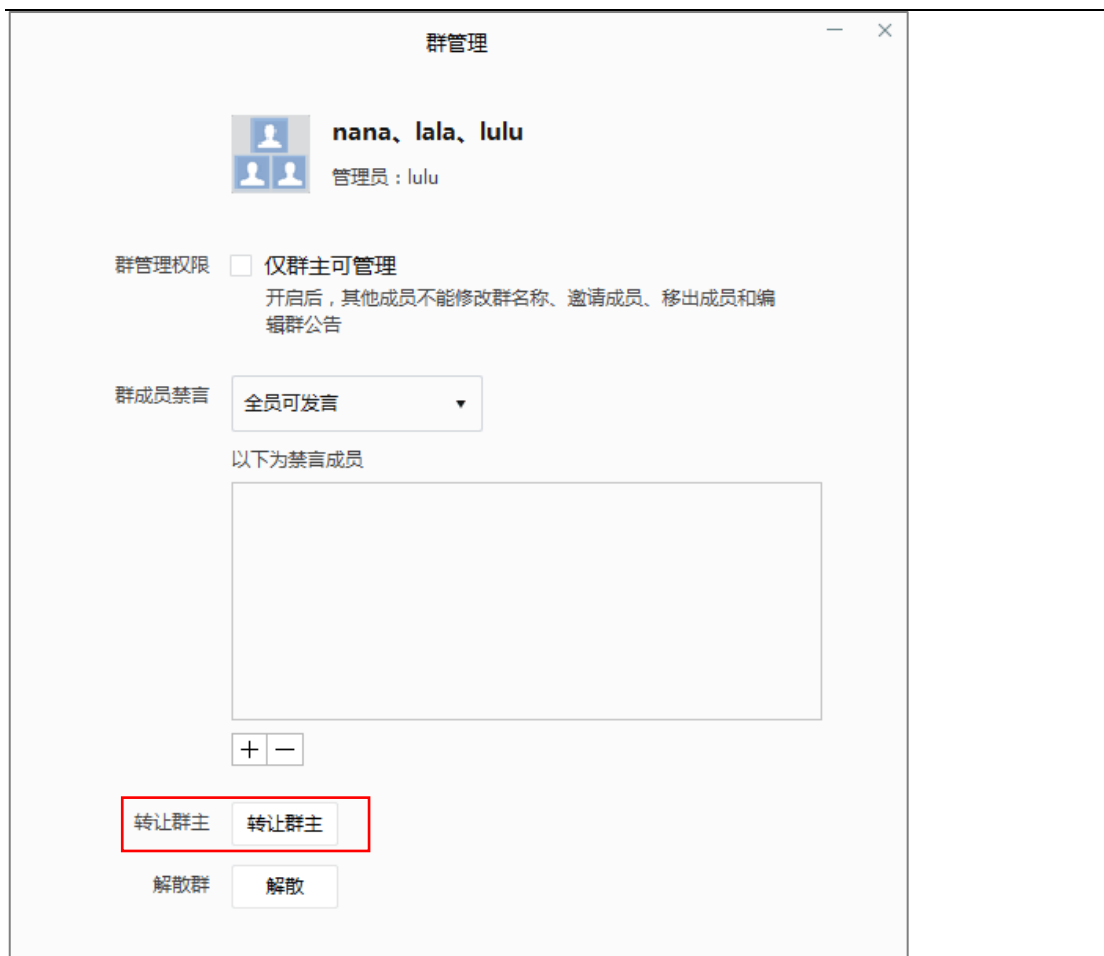 群管理
nana、lala、lulu
管理员：lulu
群管理权限 仅群主可管理
开启后，其他成员不能修改群名称、邀请成员、移出成员和编
辑群公告
群成员禁言 全员可发言
以下为禁言成员
转让群主 转让群主
解散群 解散